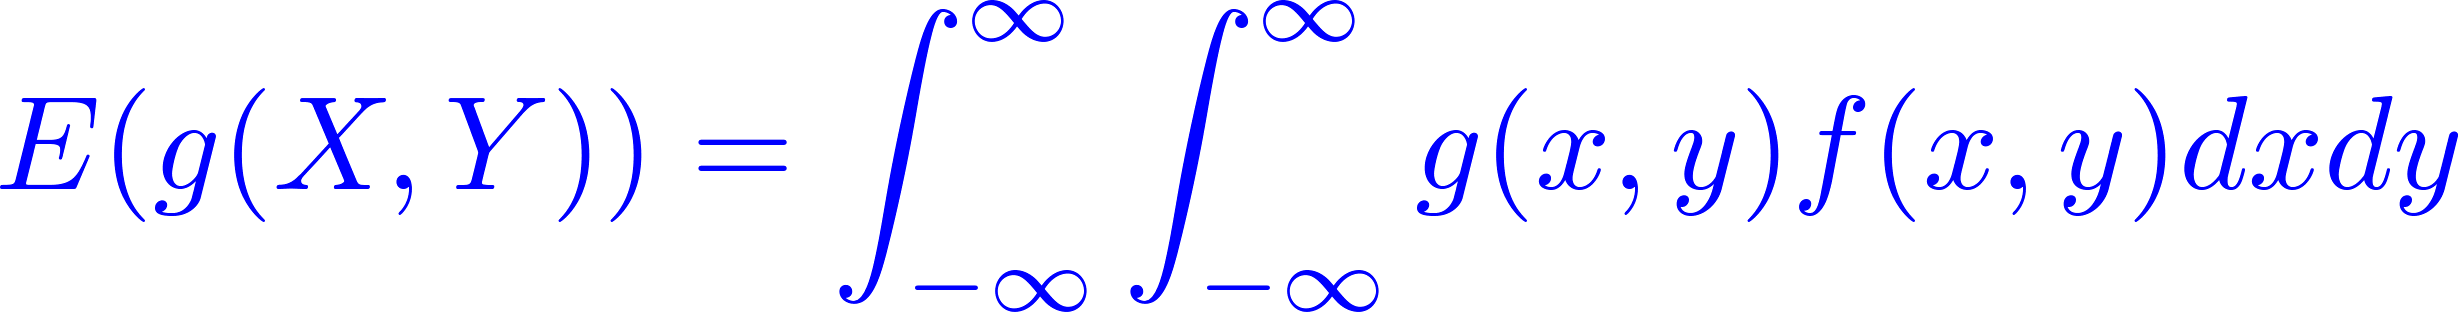 E(g(X, Y)) = ∫_{-∞}^{∞} ∫_{-∞}^{∞} g(x, y)f(x, y)dxdy